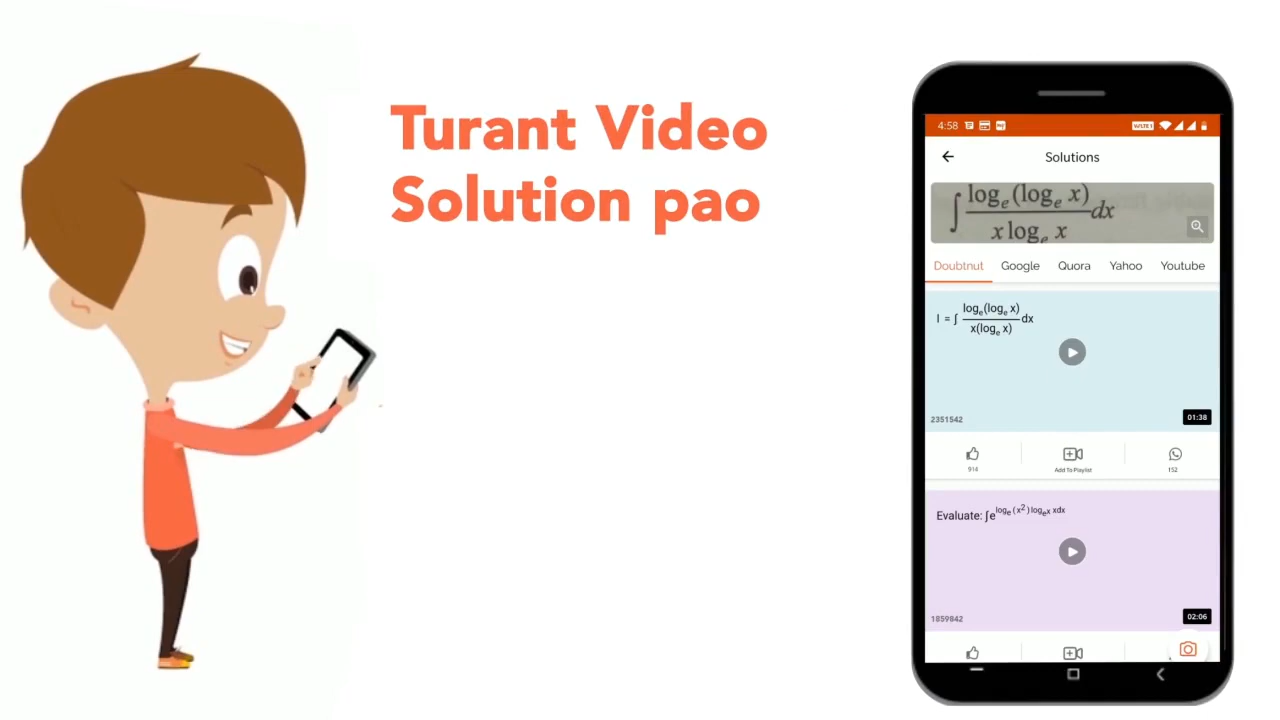 Turant Video
Solution pao
4:58
VoLTE
Solutions
∫ logₑ(logₑ x) / x logₑ x dx
Doubtnut Google Quora Yahoo Youtube
I = ∫ logₑ(logₑ x) / x(logₑ x) dx
2351542 01:38
914 Add To Playlist 152
Evaluate: ∫e^logₑ(x²)logₑx xdx
1859842 02:06